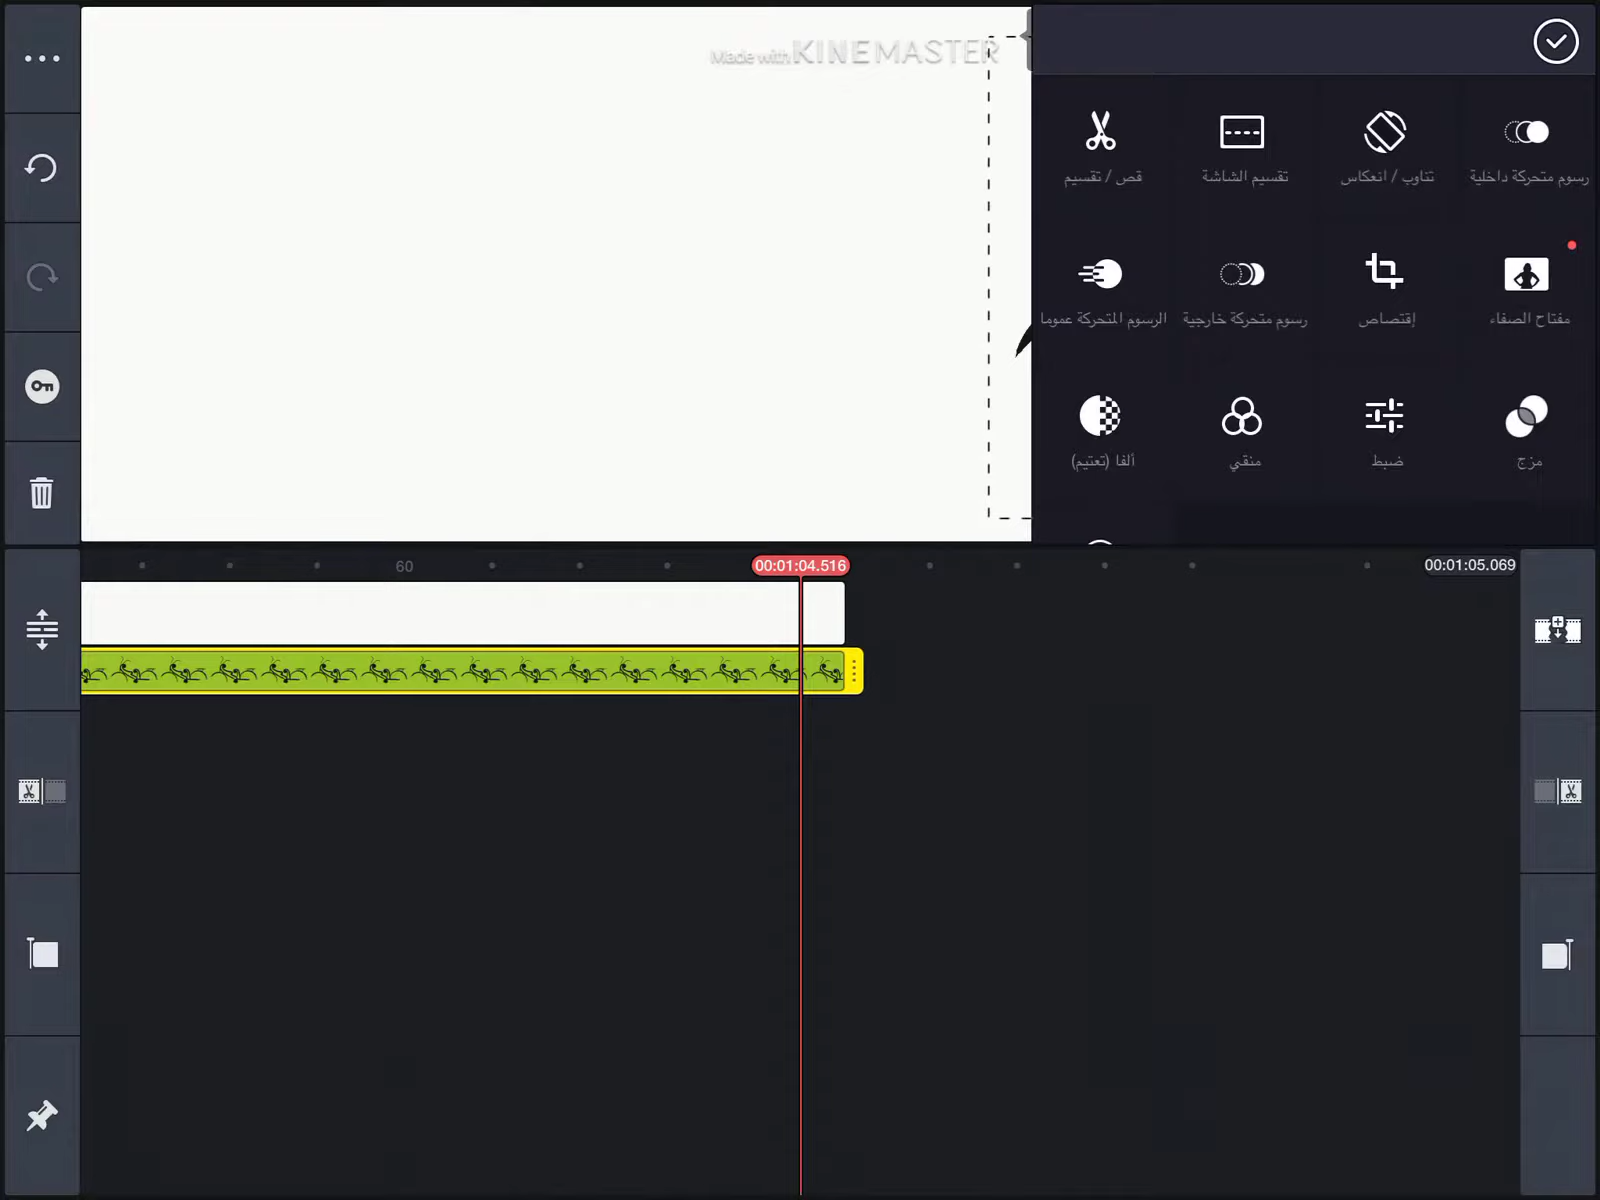 Made with KINEMASTER
قص / تقسيم
تقسيم الشاشة
تناوب / انعكاس
رسوم متحركة داخلية
الرسوم المتحركة عموما
رسوم متحركة خارجية
إقتصاص
مفتاح الصفاء
ألفا (تعتيم)
منقي
ضبط
مزج
60
00:01:04.516
00:01:05.069